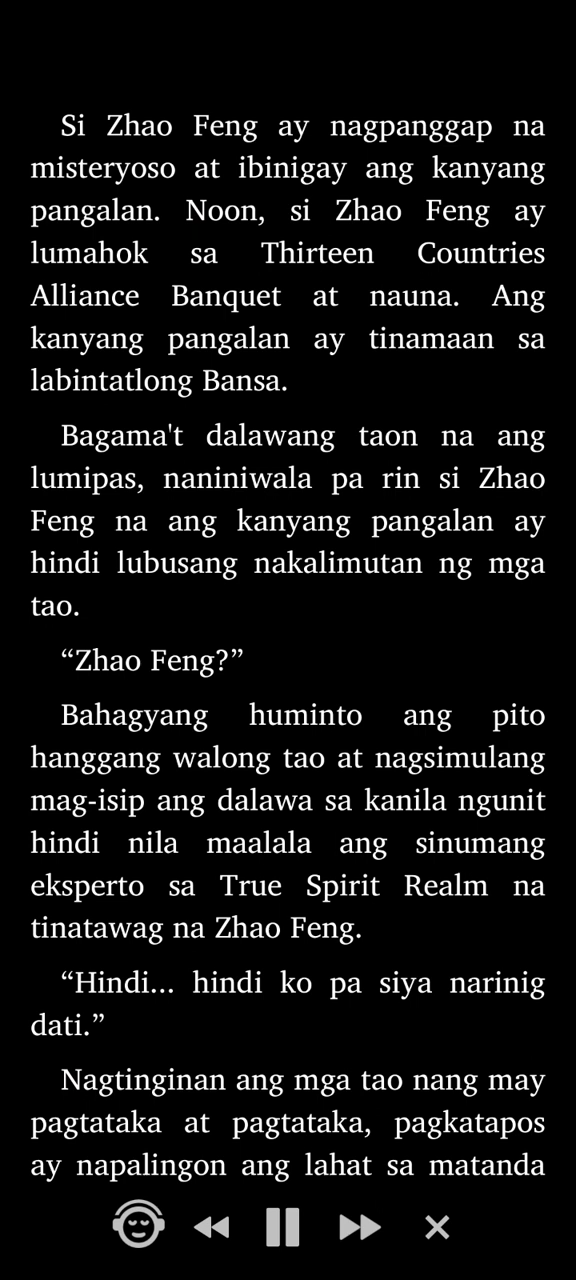 Si Zhao Feng ay nagpanggap na
misteryoso at ibinigay ang kanyang
pangalan. Noon, si Zhao Feng ay
lumahok sa Thirteen Countries
Alliance Banquet at nauna. Ang
kanyang pangalan ay tinamaan sa
labintatlong Bansa.
Bagama't dalawang taon na ang
lumipas, naniniwala pa rin si Zhao
Feng na ang kanyang pangalan ay
hindi lubusang nakalimutan ng mga
tao.
“Zhao Feng?”
Bahagyang huminto ang pito
hanggang walong tao at nagsimulang
mag-isip ang dalawa sa kanila ngunit
hindi nila maalala ang sinumang
eksperto sa True Spirit Realm na
tinatawag na Zhao Feng.
“Hindi... hindi ko pa siya narinig
dati.”
Nagtinginan ang mga tao nang may
pagtataka at pagtataka, pagkatapos
ay napalingon ang lahat sa matanda